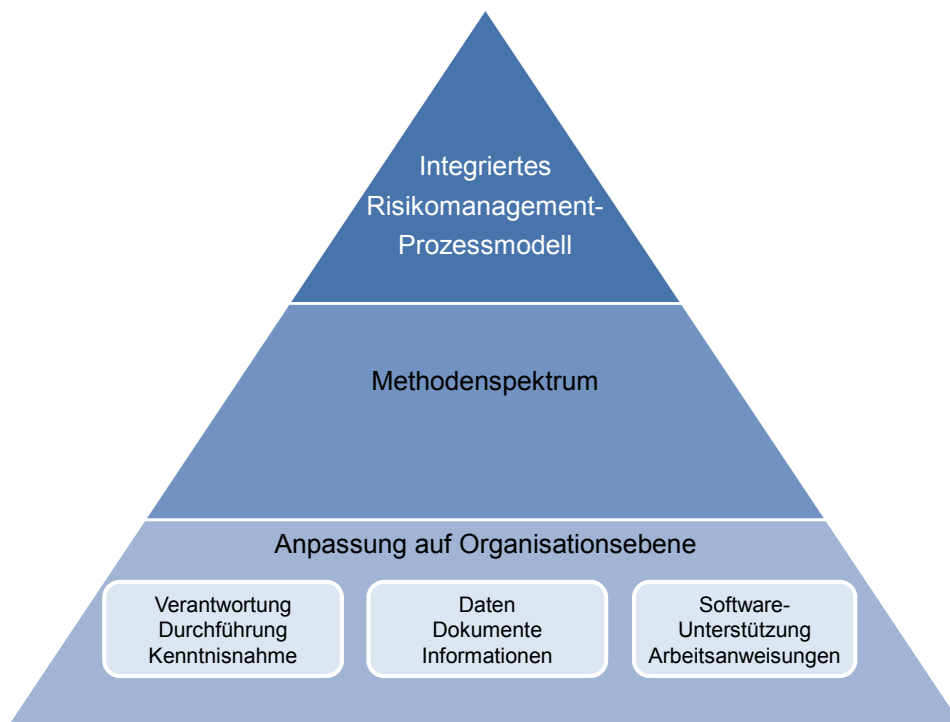 Integriertes
Risikomanagement-
Prozessmodell
Methodenspektrum
Anpassung auf Organisationsebene
Verantwortung
Durchführung
Kenntnisnahme
Daten
Dokumente
Informationen
Software-
Unterstützung
Arbeitsanweisungen